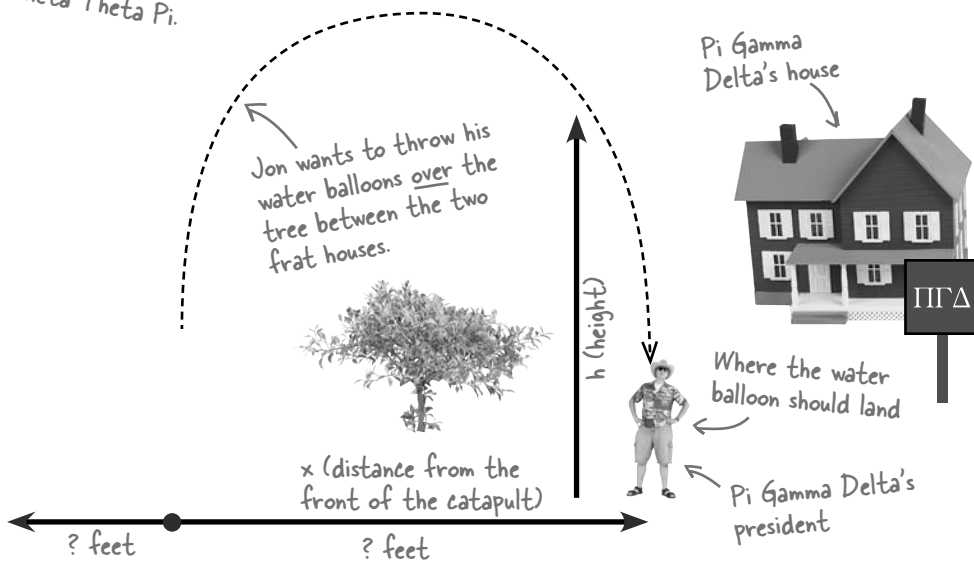 Theta Pi.
Pi Gamma
Delta's house
Jon wants to throw his
water balloons over the
tree between the two
frat houses.
ΠΓΔ
h (height)
Where the water
balloon should land
x (distance from the
front of the catapult)
Pi Gamma Delta's
president
? feet
? feet